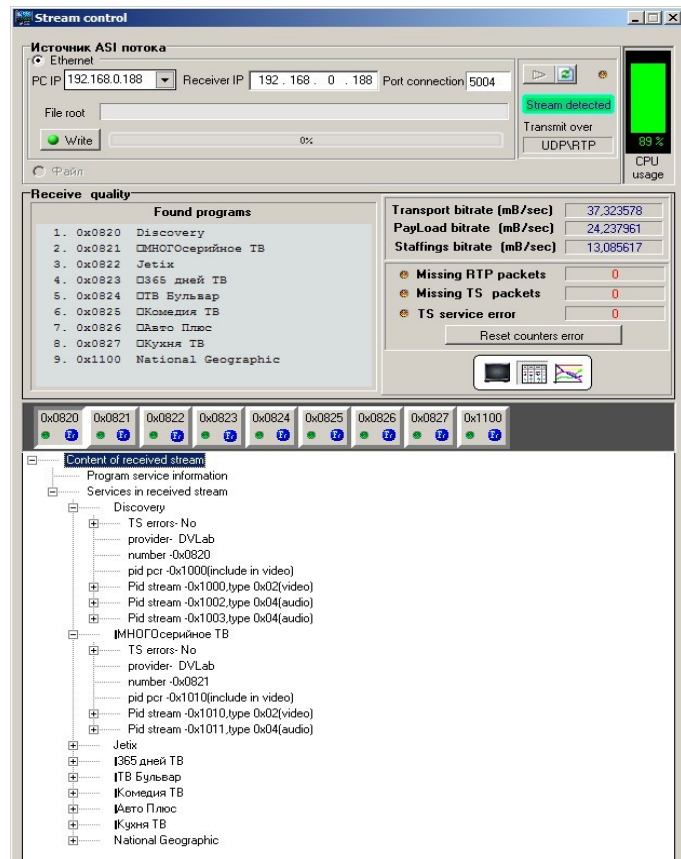 Stream control
Источник ASI потока
Ethernet
PC IP 192.168.0.188 Receiver IP 192 . 168 . 0 . 188 Port connection 5004
File root
Stream detected
Write 0%
Transmit over
UDP\RTP
89 %
CPU
usage
Файл
Receive quality
Found programs
1. 0x0820 Discovery
2. 0x0821 □МНОГОсерийное ТВ
3. 0x0822 Jetix
4. 0x0823 □365 дней ТВ
5. 0x0824 □ТВ Бульвар
6. 0x0825 □Комедия ТВ
7. 0x0826 □Авто Плюс
8. 0x0827 □Кухня ТВ
9. 0x1100 National Geographic
Transport bitrate (mB/sec) 37,323578
PayLoad bitrate (mB/sec) 24,237961
Staffings bitrate (mB/sec) 13,085617
Missing RTP packets 0
Missing TS packets 0
TS service error 0
Reset counters error
0x0820 0x0821 0x0822 0x0823 0x0824 0x0825 0x0826 0x0827 0x1100
Content of received stream
Program service information
Services in received stream
Discovery
TS errors- No
provider- DVLab
number -0x0820
pid pcr -0x1000(include in video)
Pid stream -0x1000,type 0x02(video)
Pid stream -0x1002,type 0x04(audio)
Pid stream -0x1003,type 0x04(audio)
МНОГОсерийное ТВ
TS errors- No
provider- DVLab
number -0x0821
pid pcr -0x1010(include in video)
Pid stream -0x1010,type 0x02(video)
Pid stream -0x1011,type 0x04(audio)
Jetix
365 дней ТВ
ТВ Бульвар
Комедия ТВ
Авто Плюс
Кухня ТВ
National Geographic